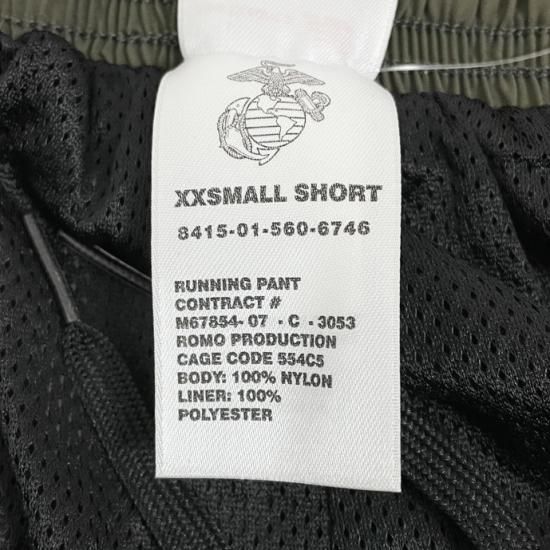 XXSMALL SHORT
8415-01-560-6746
RUNNING PANT
CONTRACT #
M67854- 07 - C - 3053
ROMO PRODUCTION
CAGE CODE 554C5
BODY: 100% NYLON
LINER: 100%
POLYESTER